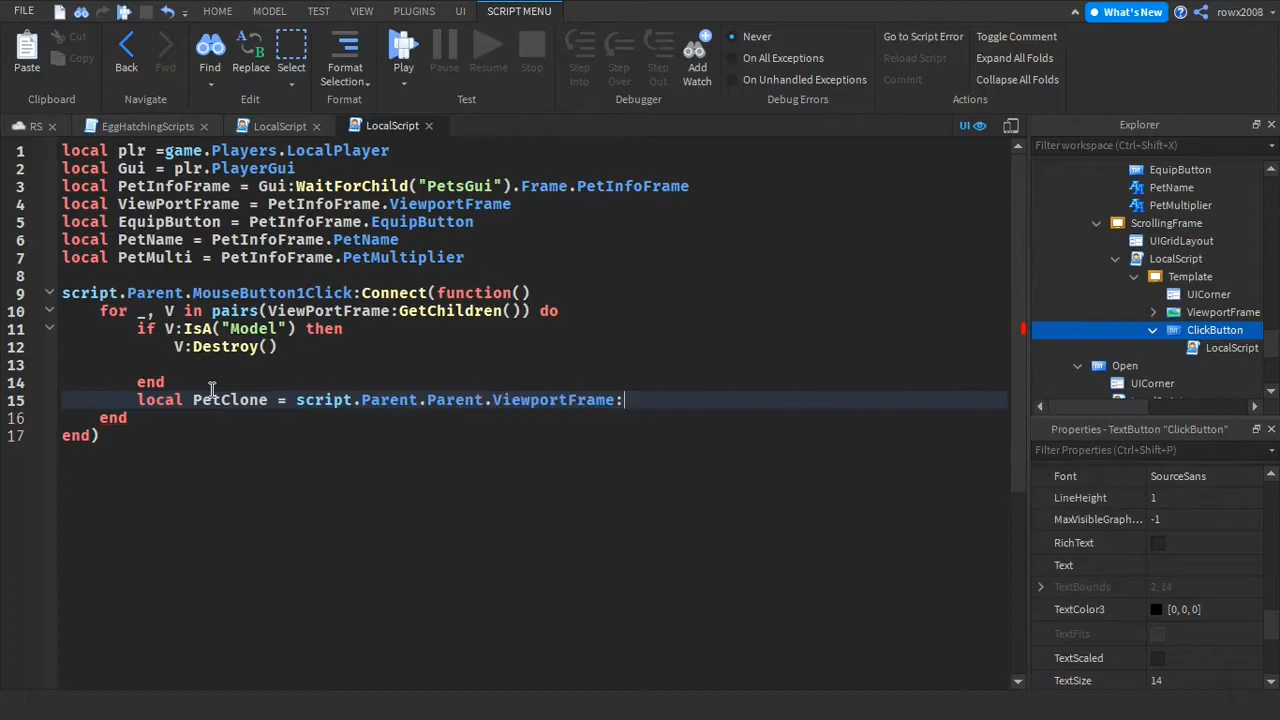 FILE HOME MODEL TEST VIEW PLUGINS UI SCRIPT MENU What's New rowx2008
Paste Cut Copy Back Fwd Find Replace Select Format Selection... Play Pause Resume Stop Step Into Step Over Step Out Add Watch Never On All Exceptions On Unhandled Exceptions Go to Script Error Reload Script Commit Toggle Comment Expand All Folds Collapse All Folds
Clipboard Navigate Edit Format Test Debugger Debug Errors Actions
RS EggHatchingScripts LocalScript LocalScript UI
1 local plr =game.Players.LocalPlayer
2 local Gui = plr.PlayerGui
3 local PetInfoFrame = Gui:WaitForChild("PetsGui").Frame.PetInfoFrame
4 local ViewPortFrame = PetInfoFrame.ViewportFrame
5 local EquipButton = PetInfoFrame.EquipButton
6 local PetName = PetInfoFrame.PetName
7 local PetMulti = PetInfoFrame.PetMultiplier
8
9 script.Parent.MouseButton1Click:Connect(function()
10 for _, V in pairs(ViewPortFrame:GetChildren()) do
11 if V:IsA("Model") then
12 V:Destroy()
13
14 end
15 local PetClone = script.Parent.Parent.ViewportFrame:
16 end
17 end)
Explorer
Filter workspace (Ctrl+Shift+X)
EquipButton
PetName
PetMultiplier
ScrollingFrame
UIGridLayout
LocalScript
Template
UICorner
ViewportFrame
ClickButton
LocalScript
Open
UICorner
Properties - TextButton "ClickButton"
Filter Properties (Ctrl+Shift+P)
Font SourceSans
LineHeight 1
MaxVisibleGraph... -1
RichText
Text
TextBounds 2, 14
TextColor3 [0, 0, 0]
TextFits
TextScaled
TextSize 14